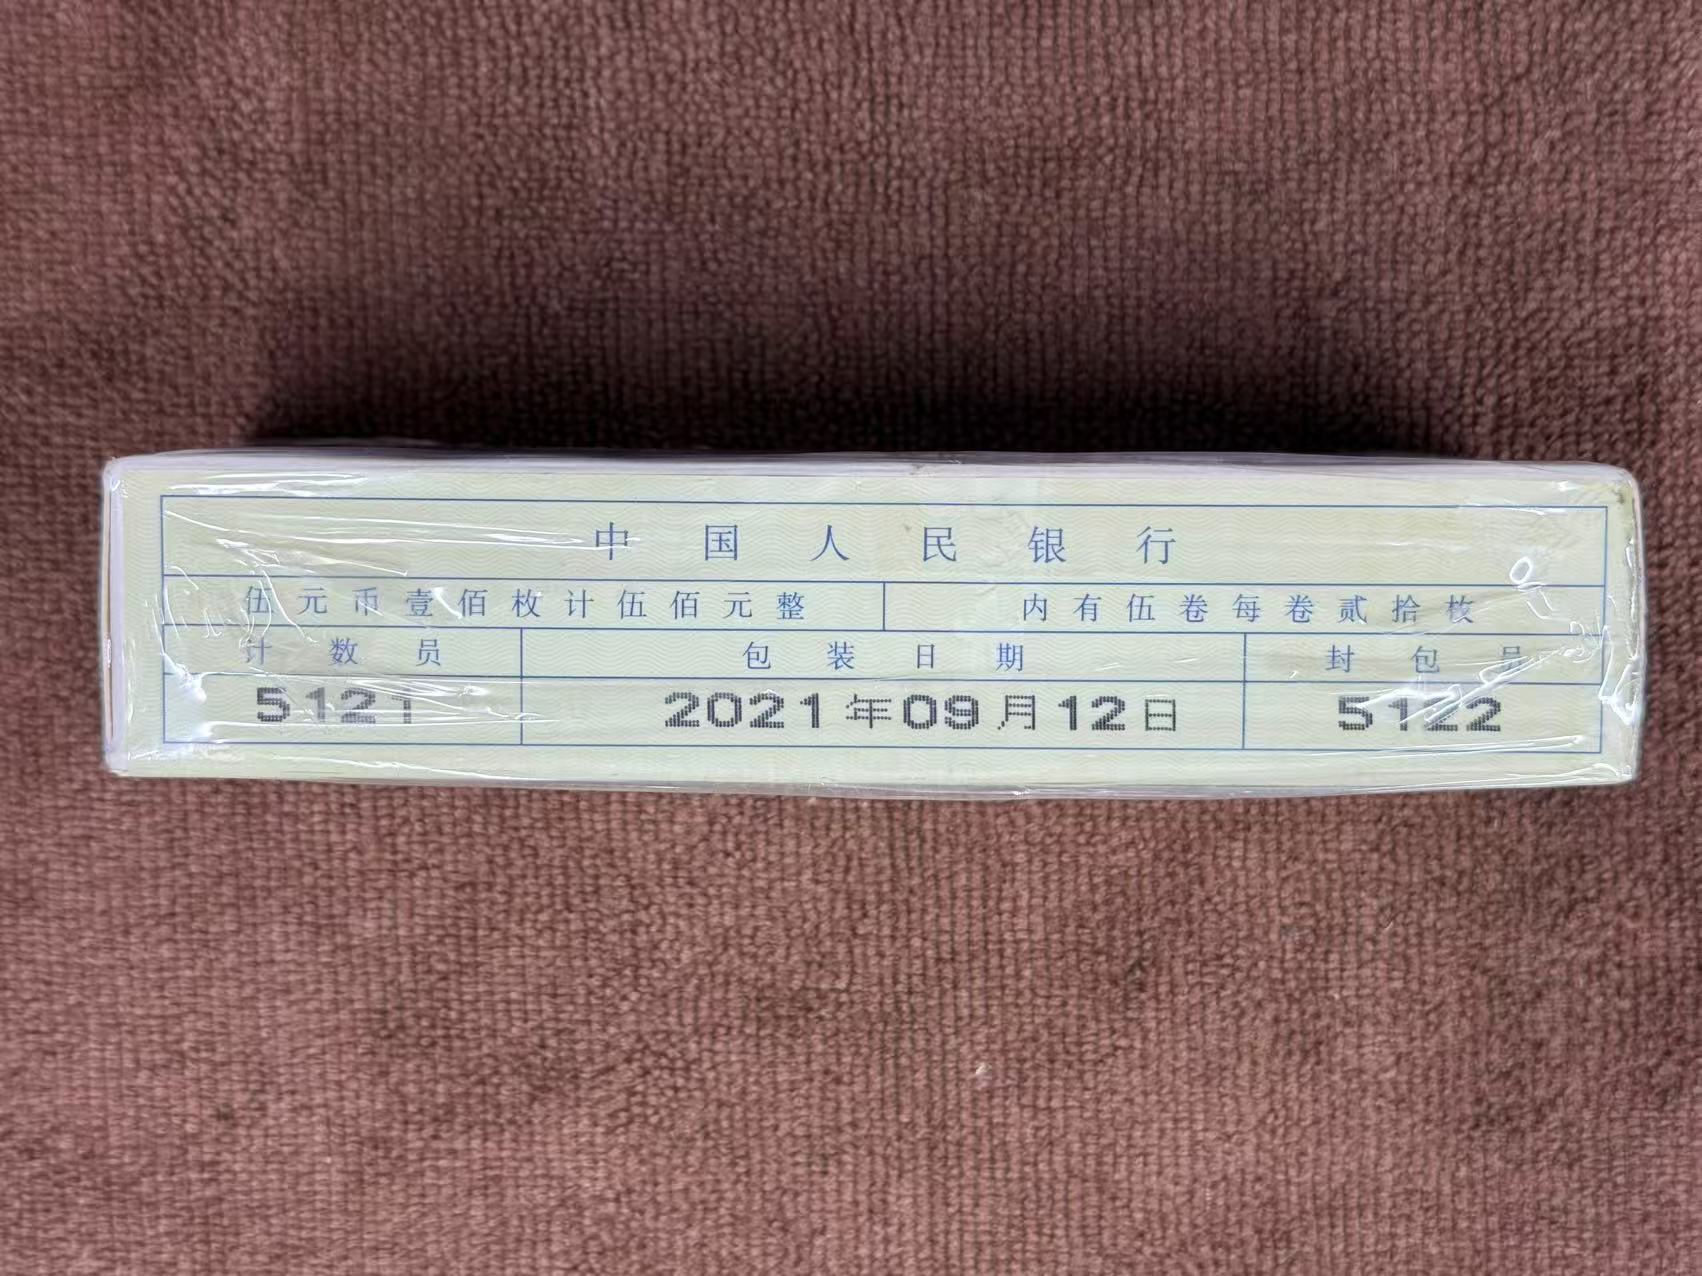 中国人民银行
伍元币壹佰枚计伍佰元整 内有伍卷每卷贰拾枚
计数员 包装日期 封包员
5121 2021年09月12日 5122